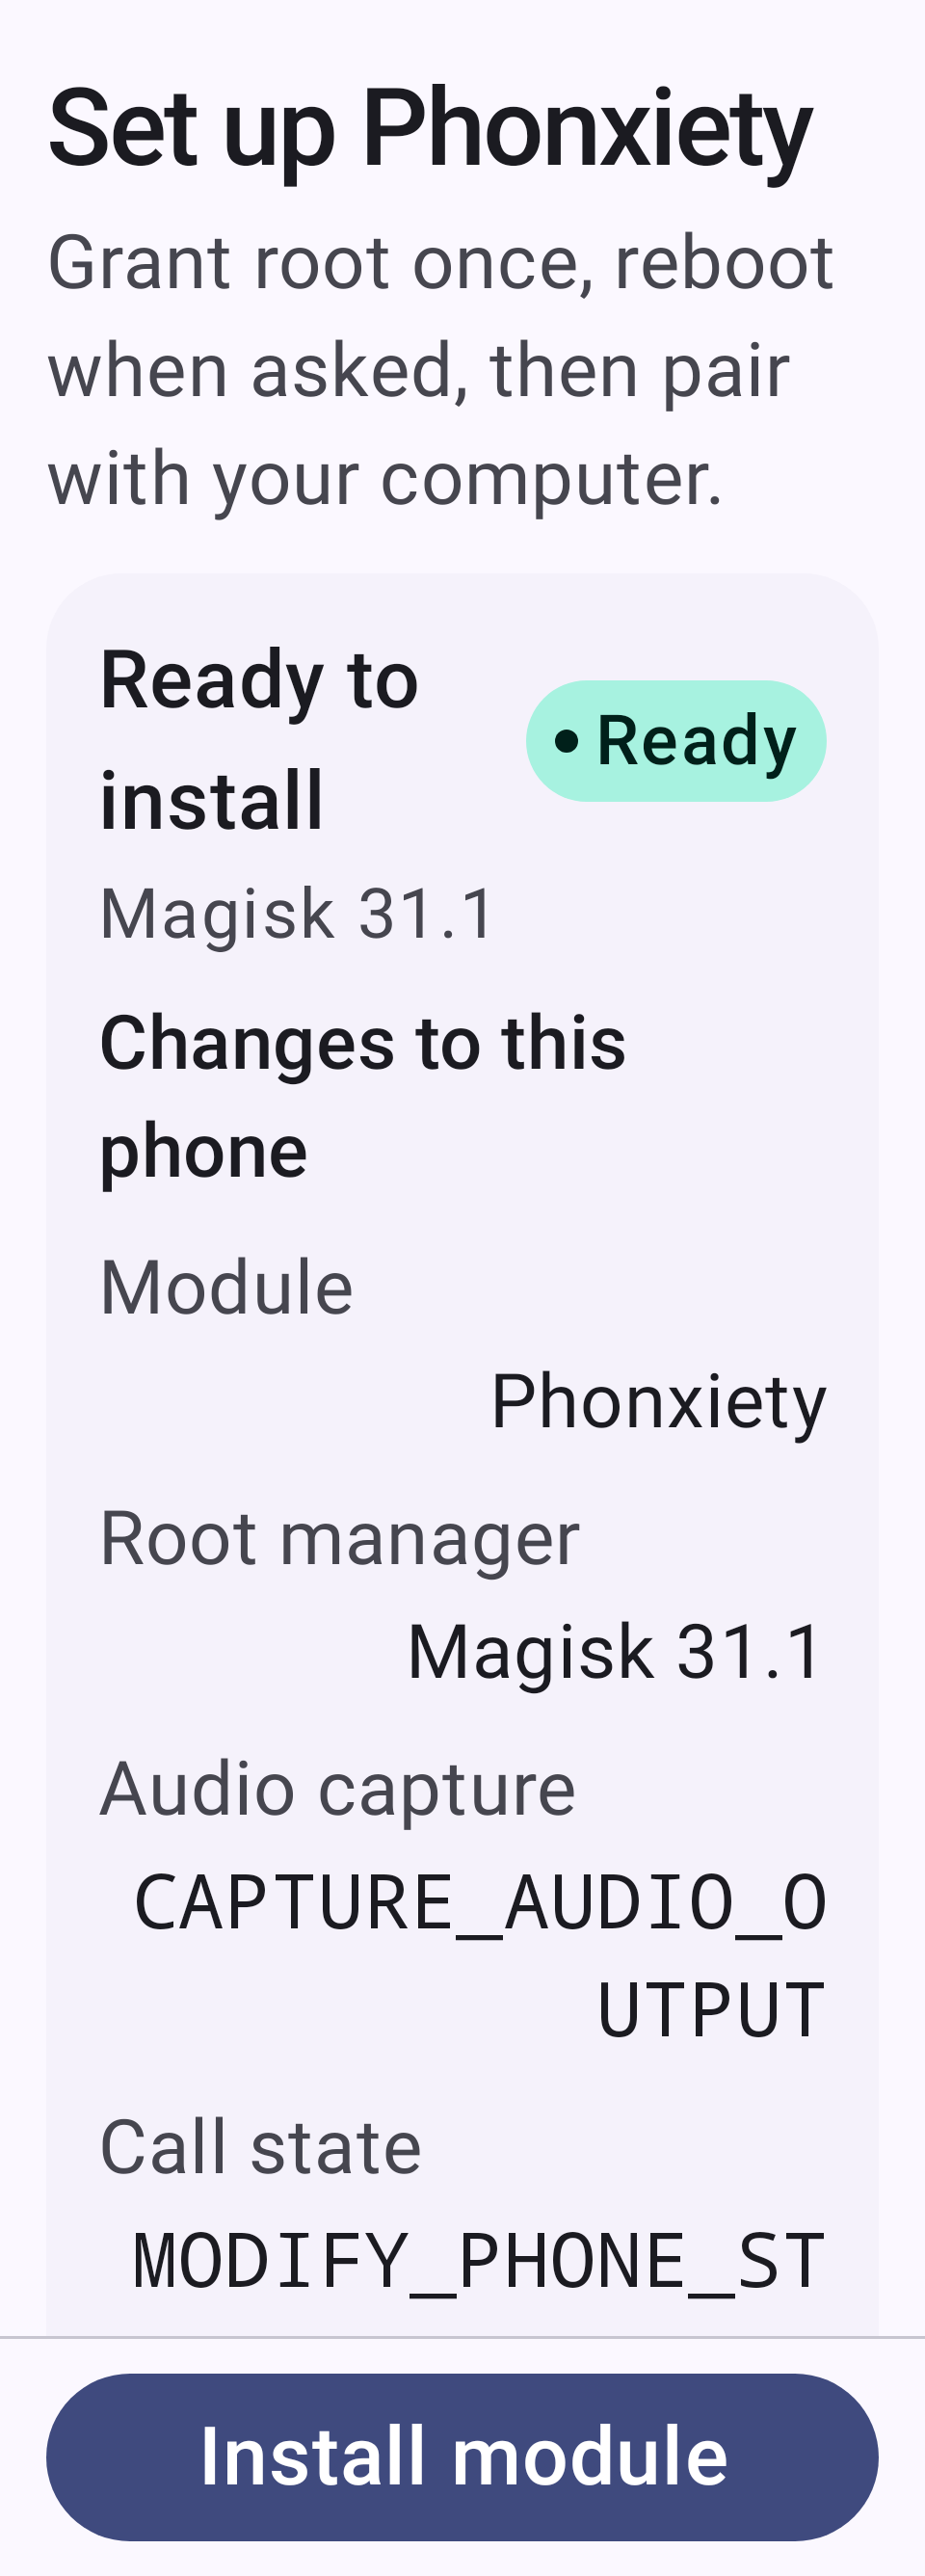 Set up Phonxiety
Grant root once, reboot
when asked, then pair
with your computer.
Ready to
install
Ready
Magisk 31.1
Changes to this
phone
Module
Phonxiety
Root manager
Magisk 31.1
Audio capture
CAPTURE_AUDIO_O
UTPUT
Call state
MODIFY_PHONE_ST
Install module